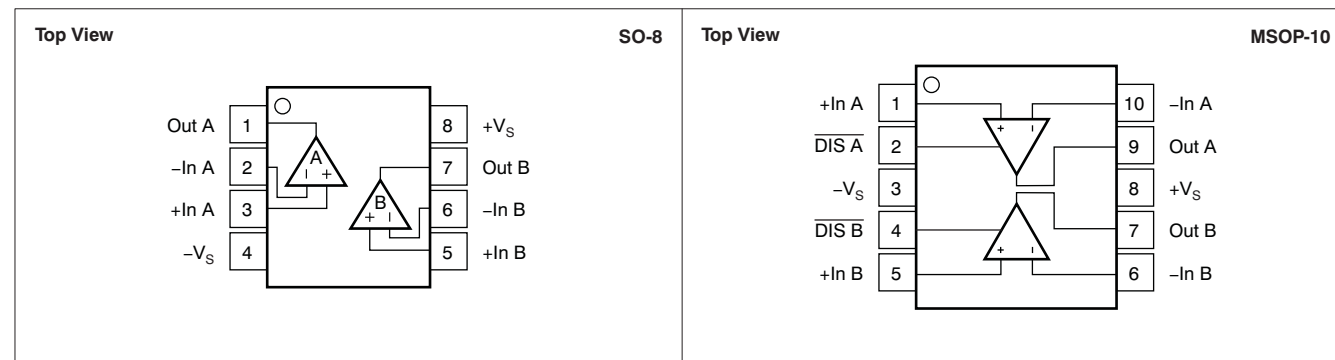 Top View
SO-8
Out A 1
–In A 2
+In A 3
–VS 4
8 +VS
7 Out B
6 –In B
5 +In B
A
– +
B
+ –
Top View
MSOP-10
+In A 1
DIS A 2
–VS 3
DIS B 4
+In B 5
10 –In A
9 Out A
8 +VS
7 Out B
6 –In B
+ –
+ –